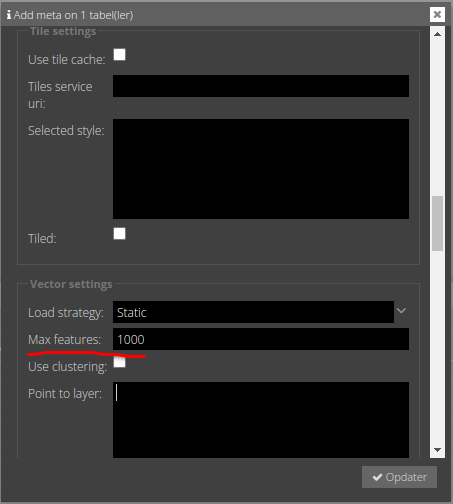 Add meta on 1 tabel(ler)
Tile settings
Use tile cache:
Tiles service
uri:
Selected style:
Tiled:
Vector settings
Load strategy: Static
Max features: 1000
Use clustering:
Point to layer:
Opdater